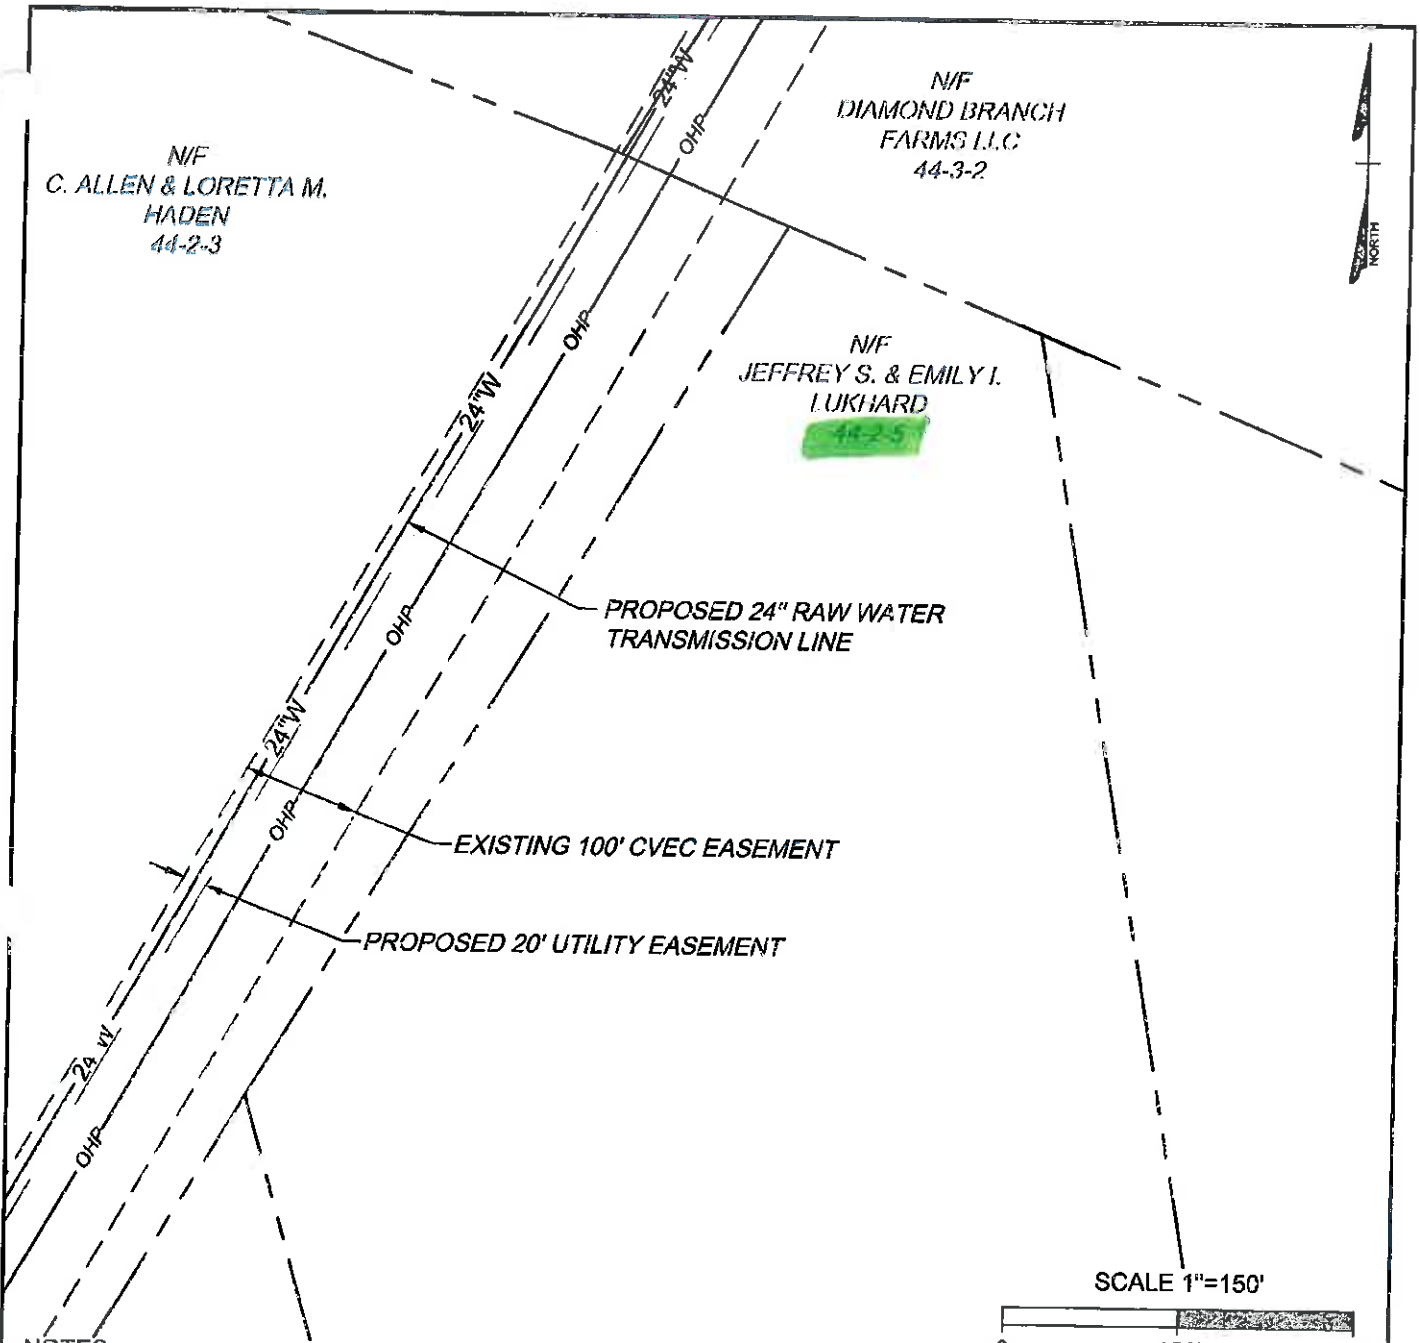 N/F
DIAMOND BRANCH
FARMS LLC
44-3-2
N/F
C. ALLEN & LORETTA M.
HADEN
44-2-3
NORTH
N/F
JEFFREY S. & EMILY I.
LUKHARD
44-2-5
24"W
OHP
OHP
24"W
PROPOSED 24" RAW WATER
TRANSMISSION LINE
OHP
24"W
OHP
EXISTING 100' CVEC EASEMENT
PROPOSED 20' UTILITY EASEMENT
24"W
OHP
SCALE 1"=150'
NOTES